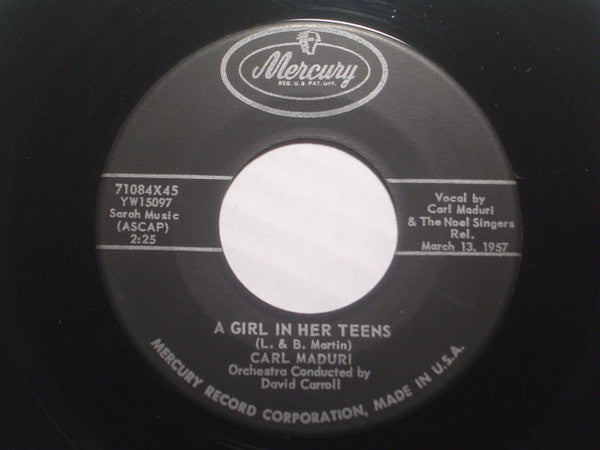 Mercury
REG. U.S. PAT. OFF.
71084X45
YW15097
Sarah Music
(ASCAP)
2:25
Vocal by
Carl Maduri
& The Noel Singers
Rel.
March 13, 1957
A GIRL IN HER TEENS
(L. & B. Martin)
CARL MADURI
Orchestra Conducted by
David Carroll
MERCURY RECORD CORPORATION, MADE IN U.S.A.